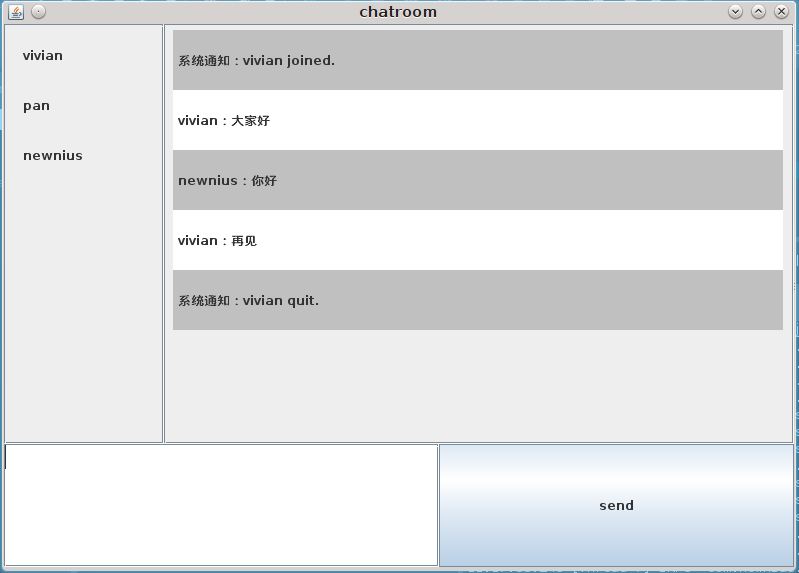 chatroom
vivian
pan
newnius
系统通知：vivian joined.
vivian：大家好
newnius：你好
vivian：再见
系统通知：vivian quit.
send